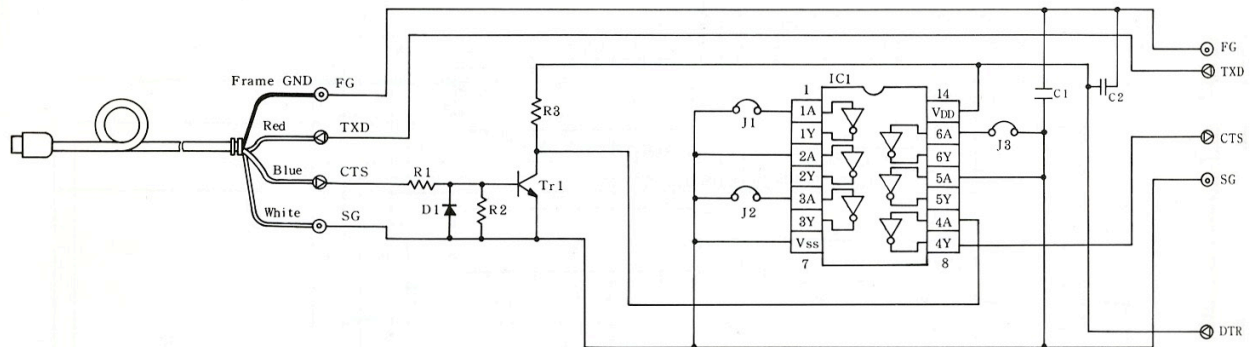 Frame GND FG
Red TXD
Blue CTS
White SG
R1
D1
R2
R3
Tr1
IC1
1
14
J1
1A
1Y
2A
2Y
J2
3A
3Y
VSS
7
VDD
6A
6Y
5A
5Y
4A
4Y
8
J3
C1
C2
FG
TXD
CTS
SG
DTR